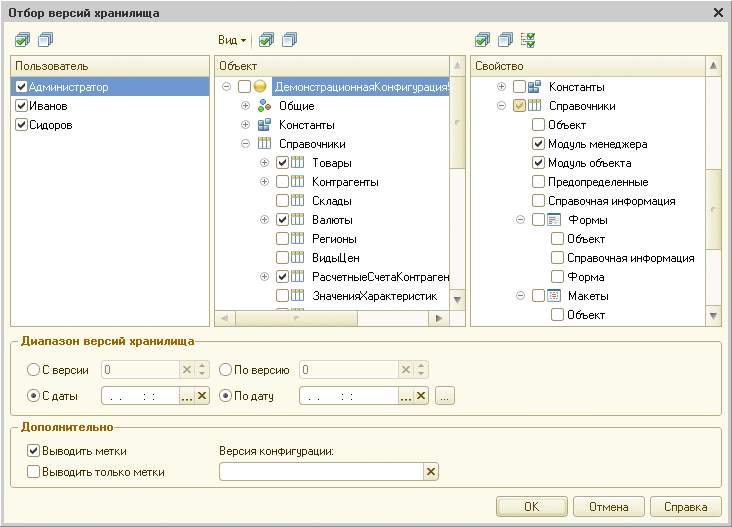 Отбор версий хранилища
Вид
Пользователь
Администратор
Иванов
Сидоров
Объект
ДемонстрационнаяКонфигурация
Общие
Константы
Справочники
Товары
Контрагенты
Склады
Валюты
Регионы
ВидыЦен
РасчетныеСчетаКонтраген
ЗначенияХарактеристик
Свойство
Константы
Справочники
Объект
Модуль менеджера
Модуль объекта
Предопределенные
Справочная информация
Формы
Объект
Справочная информация
Форма
Макеты
Объект
Диапазон версий хранилища
С версии 0 По версию 0
С даты . . : : ... По дату . . : : ... ...
Дополнительно
Выводить метки Версия конфигурации:
Выводить только метки
OK Отмена Справка